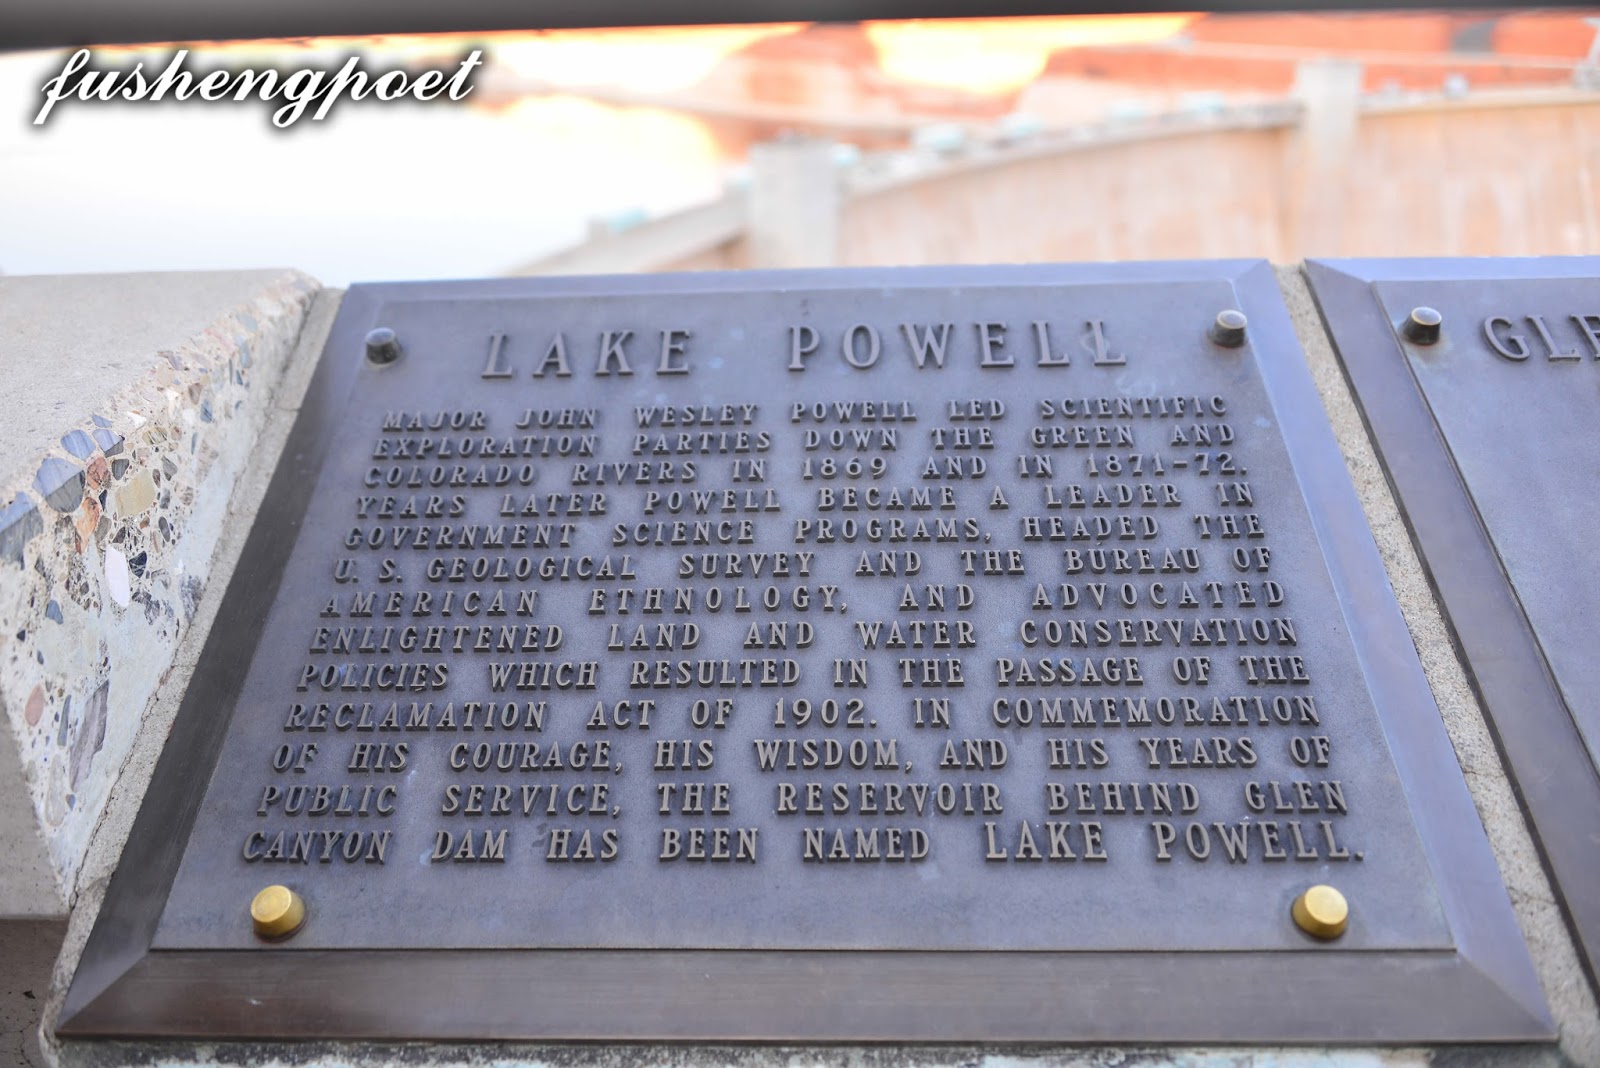 fushengpoet
LAKE POWELL
MAJOR JOHN WESLEY POWELL LED SCIENTIFIC
EXPLORATION PARTIES DOWN THE GREEN AND
COLORADO RIVERS IN 1869 AND IN 1871-72.
YEARS LATER POWELL BECAME A LEADER IN
GOVERNMENT SCIENCE PROGRAMS, HEADED THE
U. S. GEOLOGICAL SURVEY AND THE BUREAU OF
AMERICAN ETHNOLOGY, AND ADVOCATED
ENLIGHTENED LAND AND WATER CONSERVATION
POLICIES WHICH RESULTED IN THE PASSAGE OF THE
RECLAMATION ACT OF 1902. IN COMMEMORATION
OF HIS COURAGE, HIS WISDOM, AND HIS YEARS OF
PUBLIC SERVICE, THE RESERVOIR BEHIND GLEN
CANYON DAM HAS BEEN NAMED LAKE POWELL.